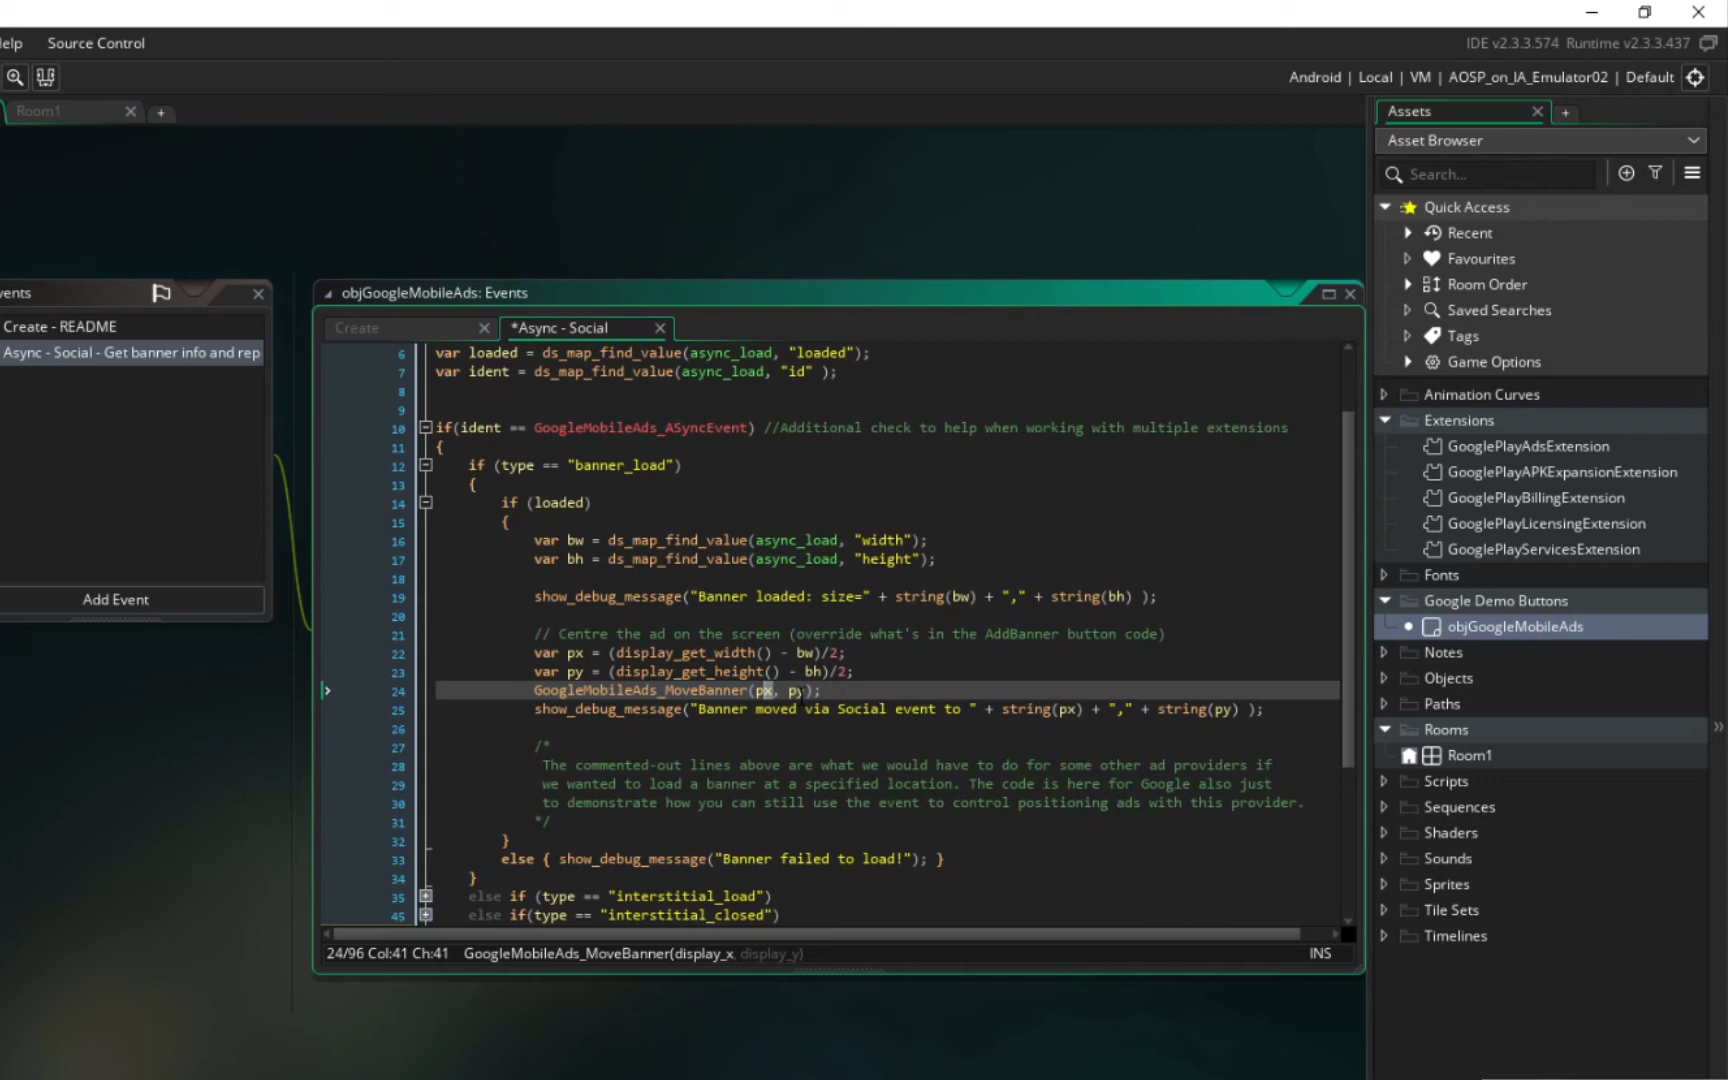 elp Source Control
IDE v2.3.3.574 Runtime v2.3.3.437
Android | Local | VM | AOSP_on_IA_Emulator02 | Default
Room1
Assets
Asset Browser
Search...
Quick Access
Recent
Favourites
Room Order
Saved Searches
Tags
Game Options
Animation Curves
Extensions
GooglePlayAdsExtension
GooglePlayAPKExpansionExtension
GooglePlayBillingExtension
GooglePlayLicensingExtension
GooglePlayServicesExtension
Fonts
Google Demo Buttons
objGoogleMobileAds
Notes
Objects
Paths
Rooms
Room1
Scripts
Sequences
Shaders
Sounds
Sprites
Tile Sets
Timelines
vents
Create - README
Async - Social - Get banner info and rep
Add Event
objGoogleMobileAds: Events
Create
*Async - Social
6 var loaded = ds_map_find_value(async_load, "loaded");
7 var ident = ds_map_find_value(async_load, "id" );
8
9
10 if(ident == GoogleMobileAds_ASyncEvent) //Additional check to help when working with multiple extensions
11 {
12 if (type == "banner_load")
13 {
14 if (loaded)
15 {
16 var bw = ds_map_find_value(async_load, "width");
17 var bh = ds_map_find_value(async_load, "height");
18
19 show_debug_message("Banner loaded: size=" + string(bw) + "," + string(bh) );
20
21 // Centre the ad on the screen (override what's in the AddBanner button code)
22 var px = (display_get_width() - bw)/2;
23 var py = (display_get_height() - bh)/2;
24 GoogleMobileAds_MoveBanner(px, py);
25 show_debug_message("Banner moved via Social event to " + string(px) + "," + string(py) );
26
27 /*
28 The commented-out lines above are what we would have to do for some other ad providers if
29 we wanted to load a banner at a specified location. The code is here for Google also just
30 to demonstrate how you can still use the event to control positioning ads with this provider.
31 */
32 }
33 else { show_debug_message("Banner failed to load!"); }
34 }
35 else if (type == "interstitial_load")
45 else if(type == "interstitial_closed")
24/96 Col:41 Ch:41 GoogleMobileAds_MoveBanner(display_x, display_y) INS